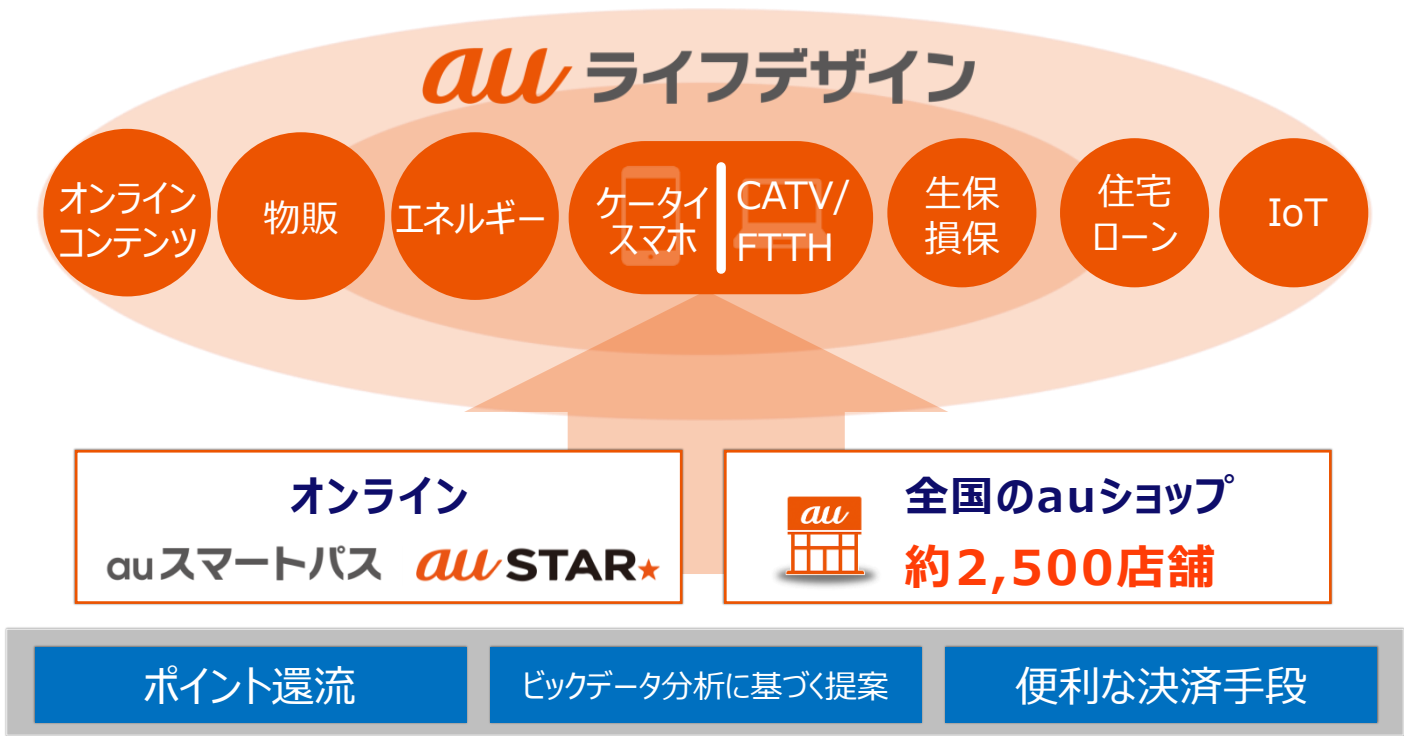 au ライフデザイン
オンライン
コンテンツ
物販
エネルギー
ケータイ
スマホ
CATV/
FTTH
生保
損保
住宅
ローン
IoT
オンライン
auスマートパス au STAR★
au
全国のauショップ
約2,500店舗
ポイント還流
ビックデータ分析に基づく提案
便利な決済手段